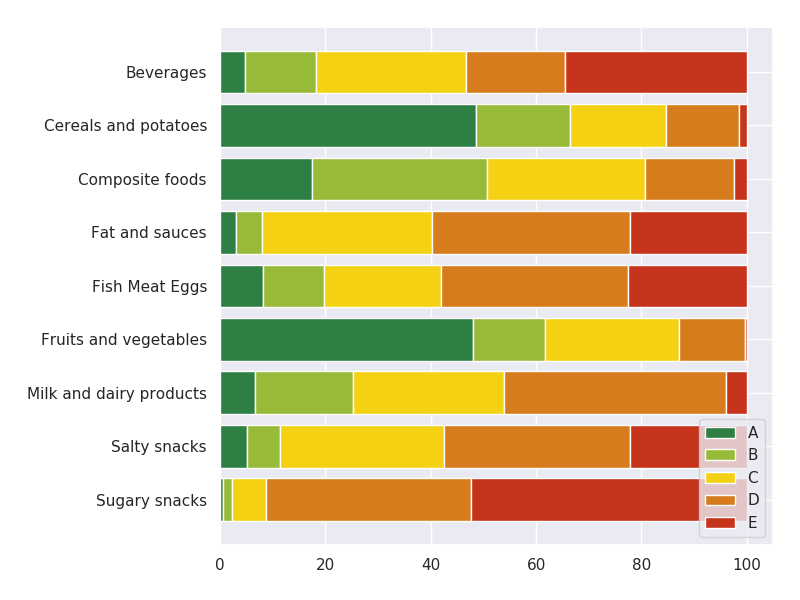 Beverages
Cereals and potatoes
Composite foods
Fat and sauces
Fish Meat Eggs
Fruits and vegetables
Milk and dairy products
Salty snacks
Sugary snacks
A
B
C
D
E
0 20 40 60 80 100